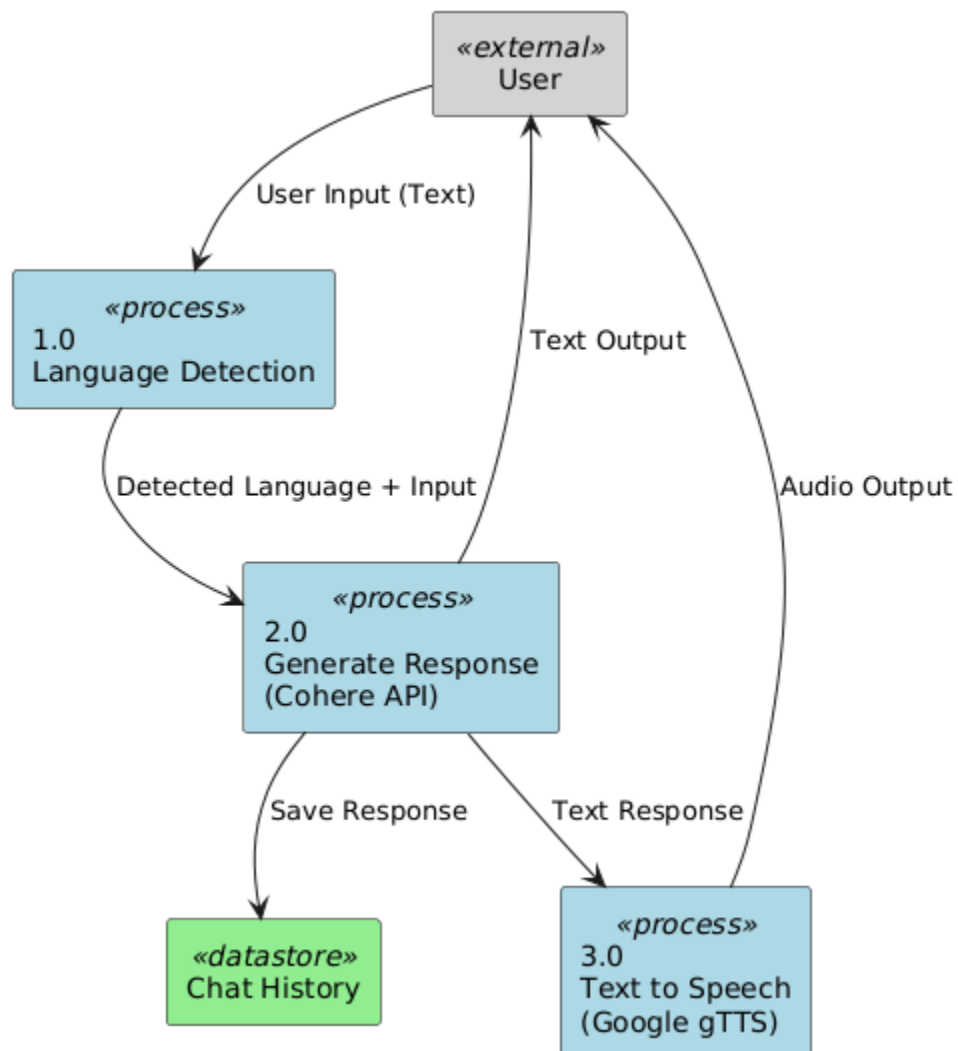 «external»
User
User Input (Text)
«process»
1.0
Language Detection
Text Output
Detected Language + Input
Audio Output
«process»
2.0
Generate Response
(Cohere API)
Save Response
Text Response
«datastore»
Chat History
«process»
3.0
Text to Speech
(Google gTTS)